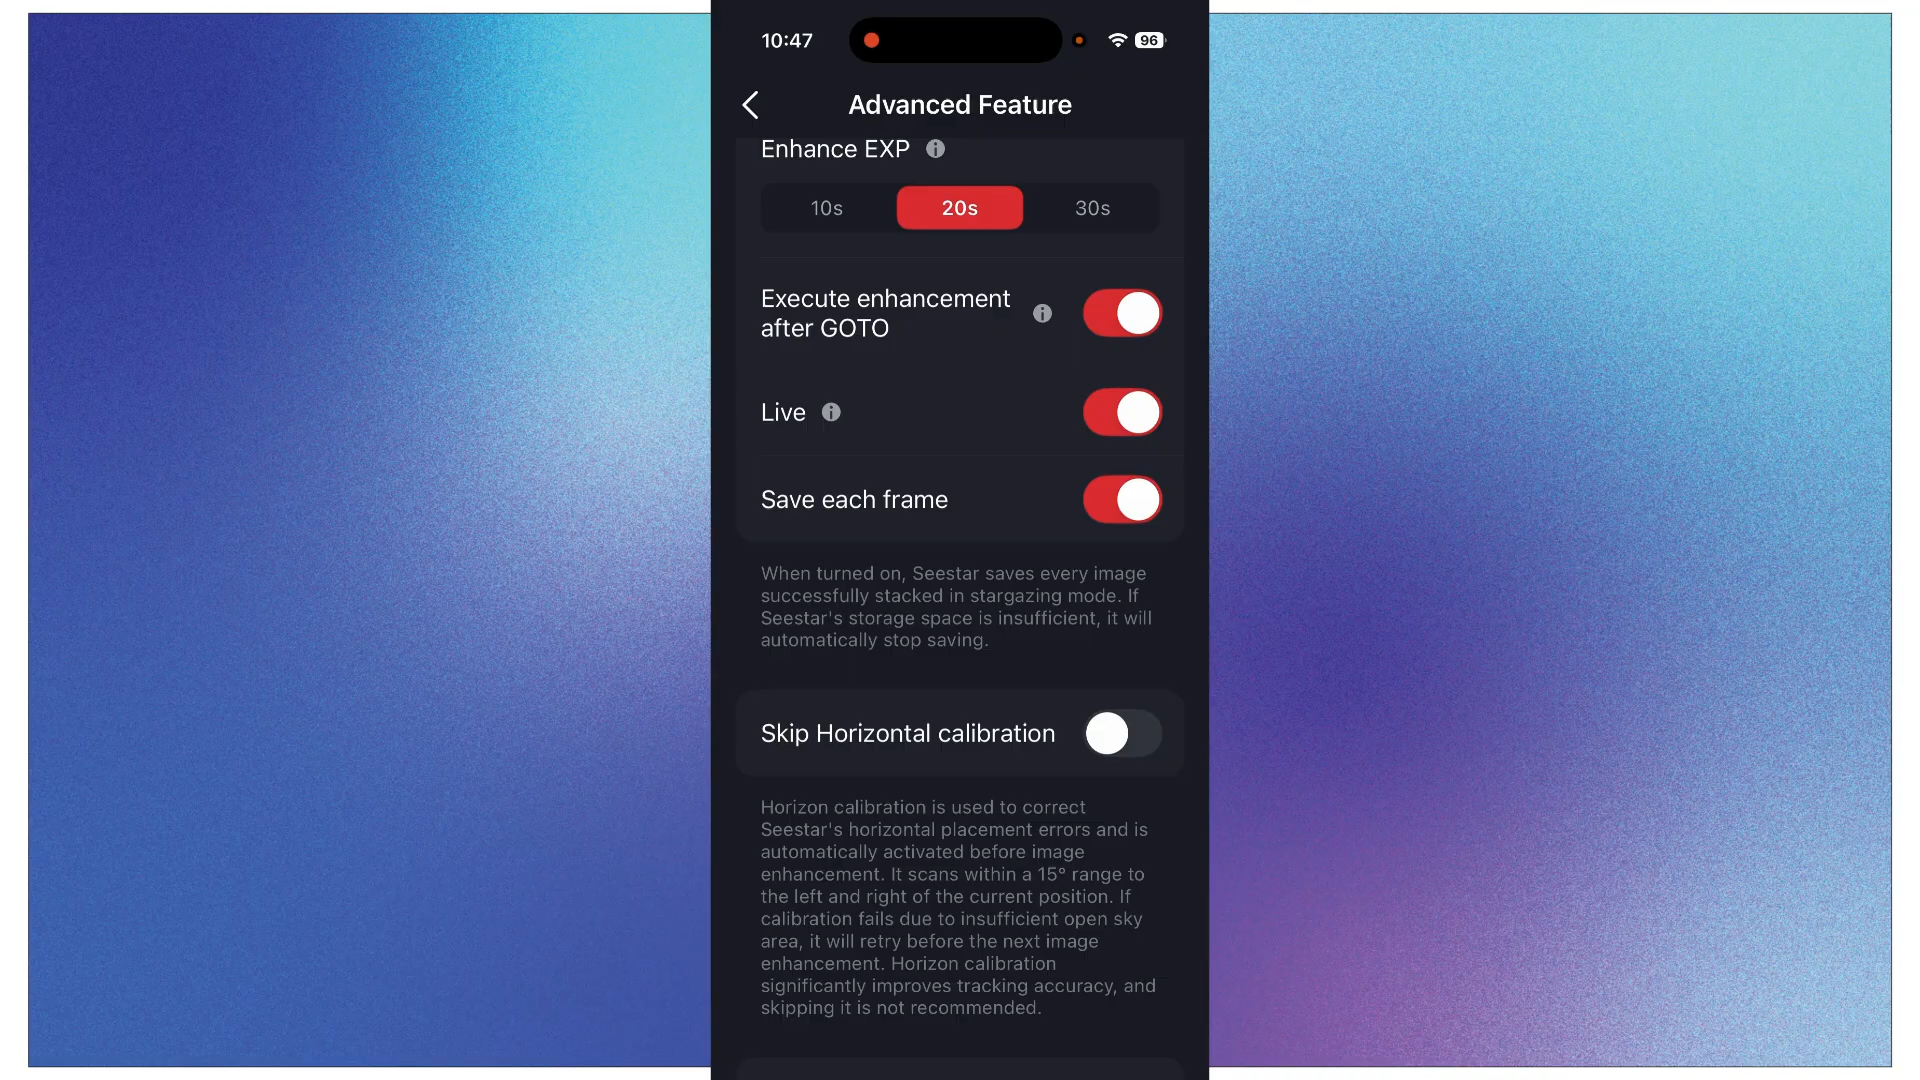 10:47
96
Advanced Feature
Enhance EXP
10s 20s 30s
Execute enhancement
after GOTO
Live
Save each frame
When turned on, Seestar saves every image
successfully stacked in stargazing mode. If
Seestar's storage space is insufficient, it will
automatically stop saving.
Skip Horizontal calibration
Horizon calibration is used to correct
Seestar's horizontal placement errors and is
automatically activated before image
enhancement. It scans within a 15° range to
the left and right of the current position. If
calibration fails due to insufficient open sky
area, it will retry before the next image
enhancement. Horizon calibration
significantly improves tracking accuracy, and
skipping it is not recommended.